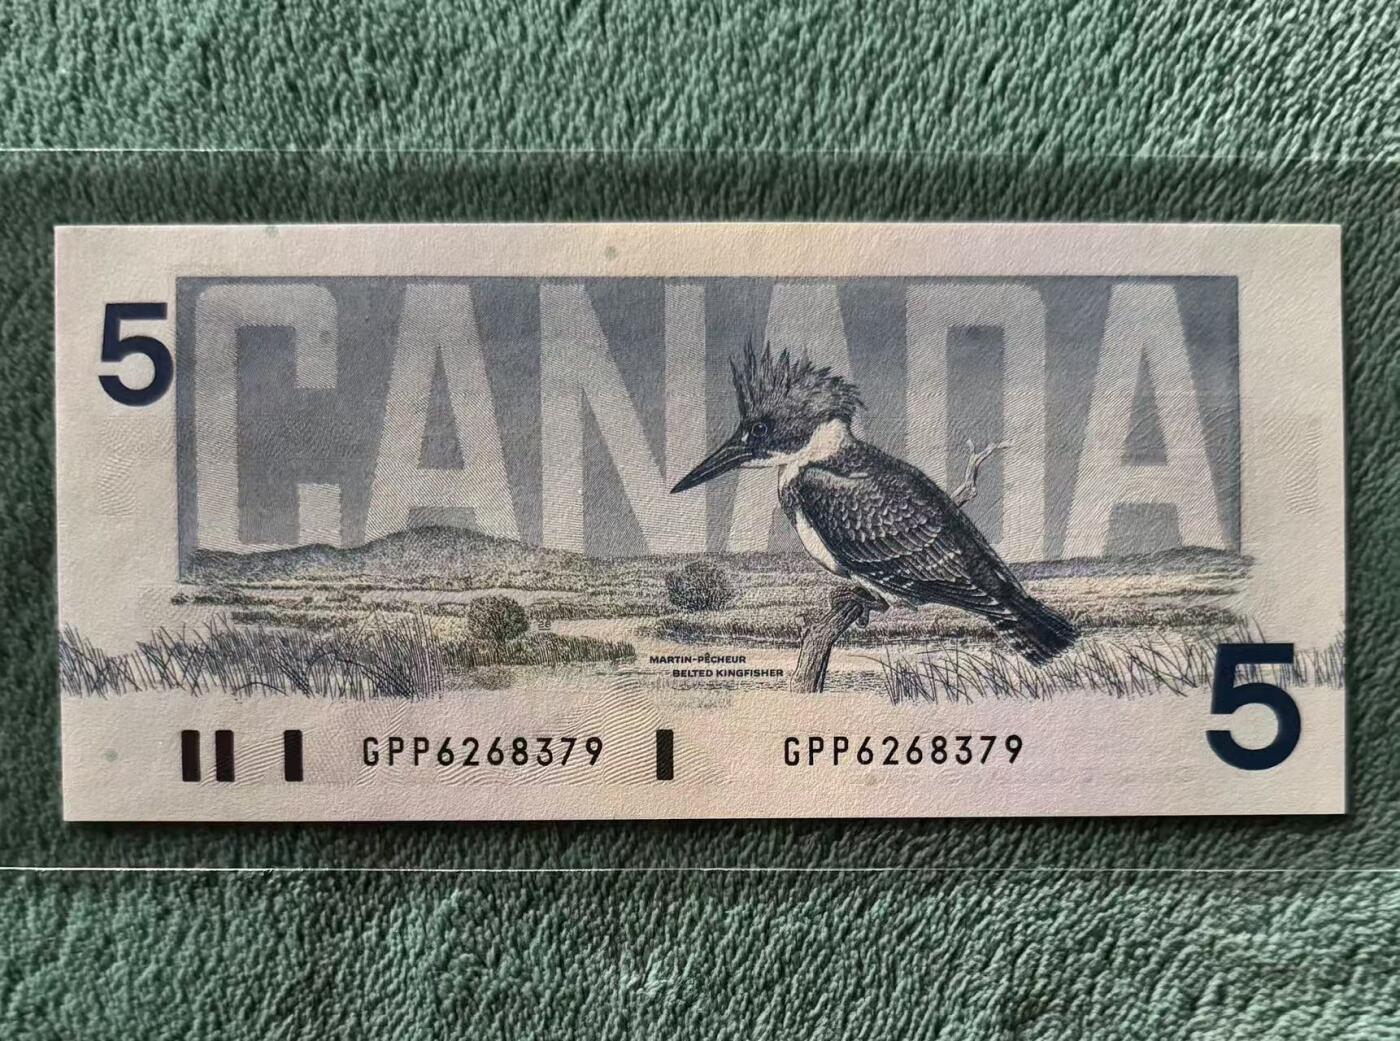 5
CANADA
MARTIN-PÊCHEUR
BELTED KINGFISHER
5
GPP6268379 GPP6268379